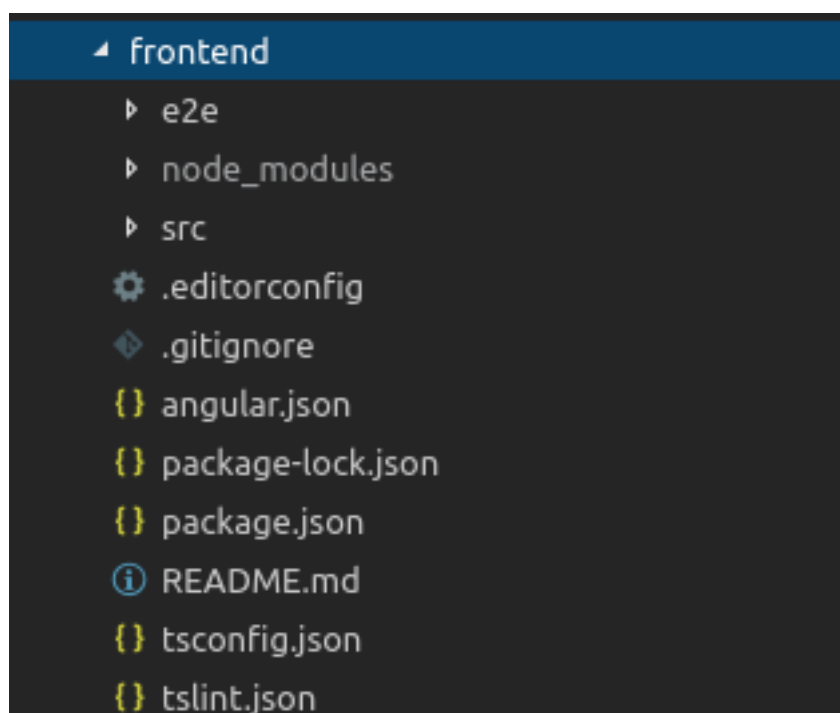 frontend
e2e
node_modules
src
.editorconfig
.gitignore
{} angular.json
{} package-lock.json
{} package.json
README.md
{} tsconfig.json
{} tslint.json